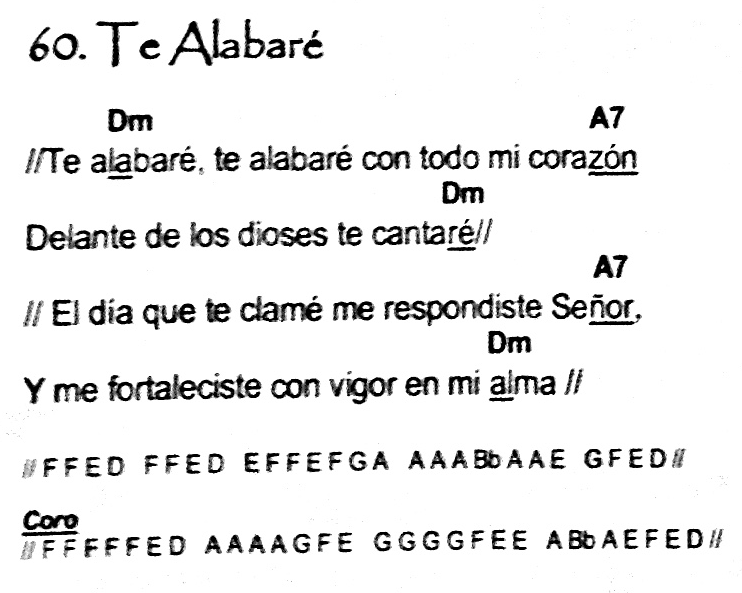 60. Te Alabaré
Dm A7
//Te alabaré, te alabaré con todo mi corazón
Dm
Delante de los dioses te cantaré//
A7
// El día que te clamé me respondiste Señor,
Dm
Y me fortaleciste con vigor en mi alma //
//FFED FFED EFFEFGA AAABbAAE GFED//
Coro
//FFFFFED AAAAGFE GGGGFEE ABbAEFED//